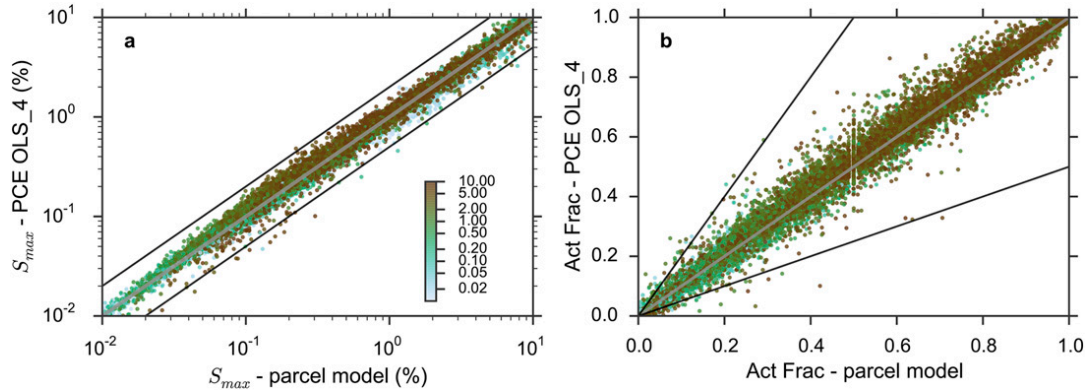 a
S_max - PCE OLS_4 (%)
10^1
10^0
10^-1
10^-2
10.00
5.00
2.00
1.00
0.50
0.20
0.10
0.05
0.02
10^-2 10^-1 10^0 10^1
S_max - parcel model (%)
b
Act Frac - PCE OLS_4
1.0
0.8
0.6
0.4
0.2
0.0
0.0 0.2 0.4 0.6 0.8 1.0
Act Frac - parcel model